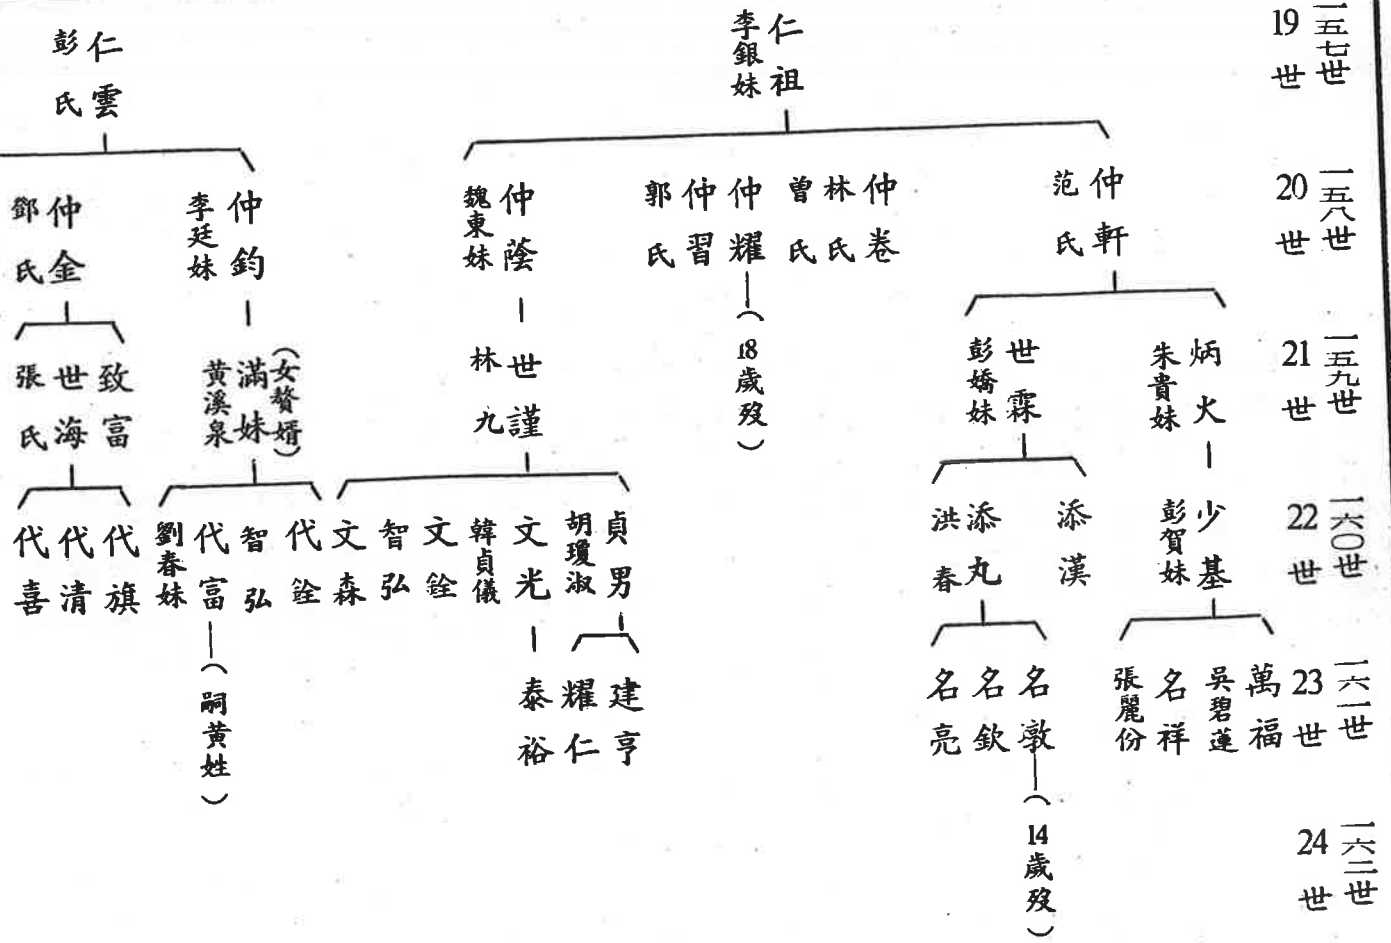 一五七世
19世
仁祖
李銀妹
仁雲
彭氏
一五八世
20世
仲軒
范氏
仲卷
林氏
曾氏
仲耀
（18歲歿）
仲習
郭氏
仲蔭
魏東妹
仲鈞
李廷妹
仲金
鄧氏
一五九世
21世
炳火
朱貴妹
世霖
彭嬌妹
世謹
林九
（女贅婿）
滿妹
黃溪泉
致富
世海
張氏
一六〇世
22世
少基
彭賀妹
添漢
添丸
洪春
貞男
胡瓊淑
文光
韓貞儀
文銓
智弘
文森
代銓
智弘
代富
（嗣黃姓）
劉春妹
代旗
代清
代喜
一六一世
23世
萬福
吳碧蓮
名祥
張麗份
名墩
（14歲歿）
名欽
名亮
建亨
耀仁
泰裕
一六二世
24世